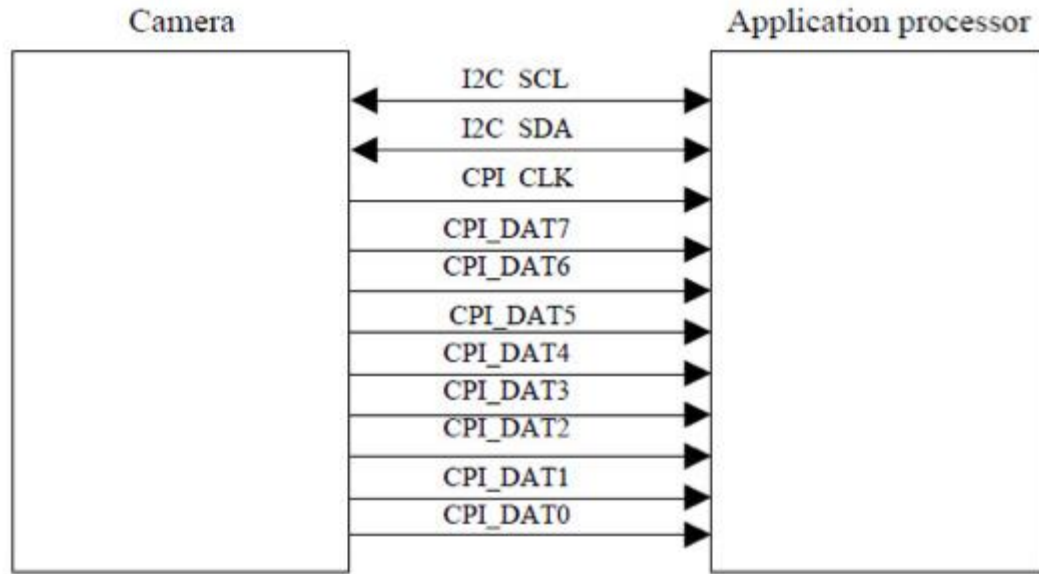 Camera
Application processor
I2C SCL
I2C SDA
CPI CLK
CPI_DAT7
CPI_DAT6
CPI_DAT5
CPI_DAT4
CPI_DAT3
CPI_DAT2
CPI_DAT1
CPI_DAT0